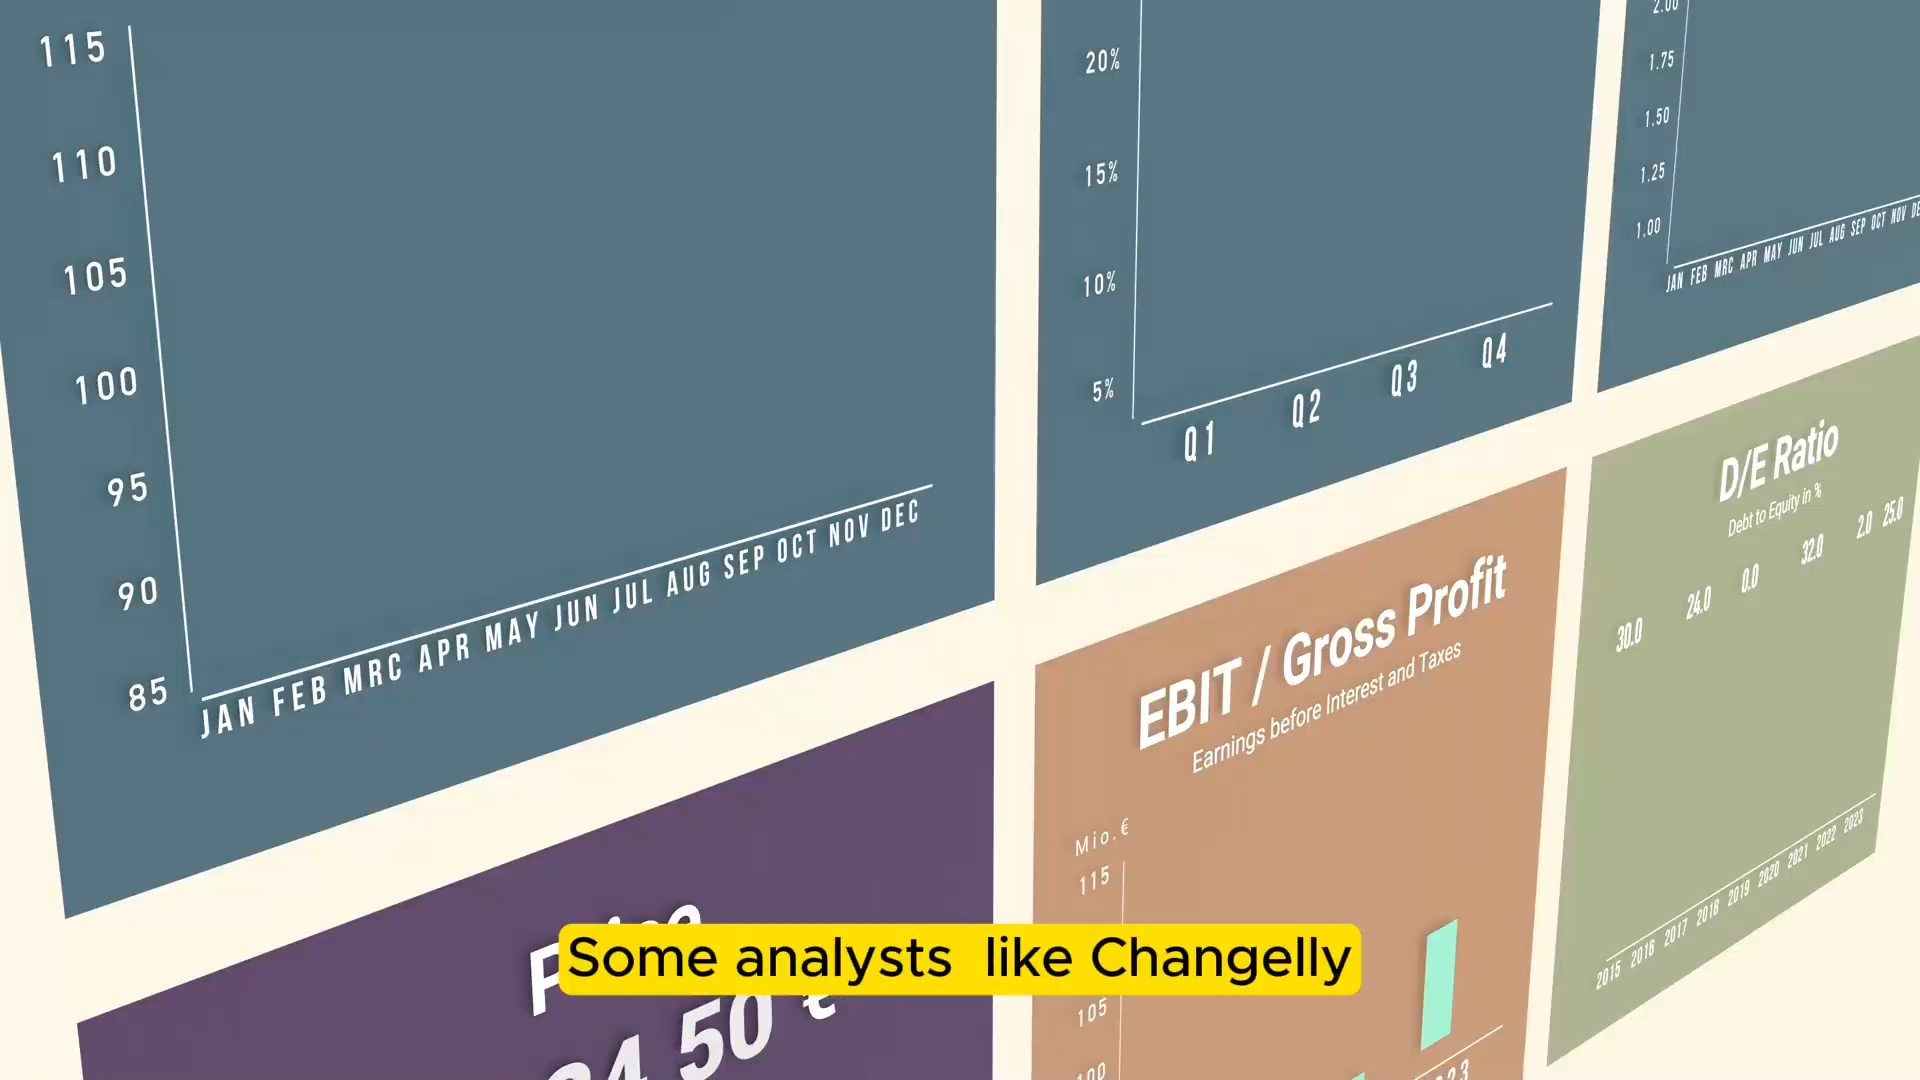 115
110
105
100
95
90
85
JAN FEB MRC APR MAY JUN JUL AUG SEP OCT NOV DEC
20%
15%
10%
5%
Q1 Q2 Q3 Q4
2.00
1.75
1.50
1.25
1.00
JAN FEB MRC APR MAY JUN JUL AUG SEP OCT NOV
D/E Ratio
Debt to Equity in %
30.0 24.0 0.0 32.0 2.0 25.0
2015 2016 2017 2018 2019 2020 2021 2022 2023
EBIT / Gross Profit
Earnings before Interest and Taxes
Mio.€
115
105
100
50 €
Some analysts like Changelly